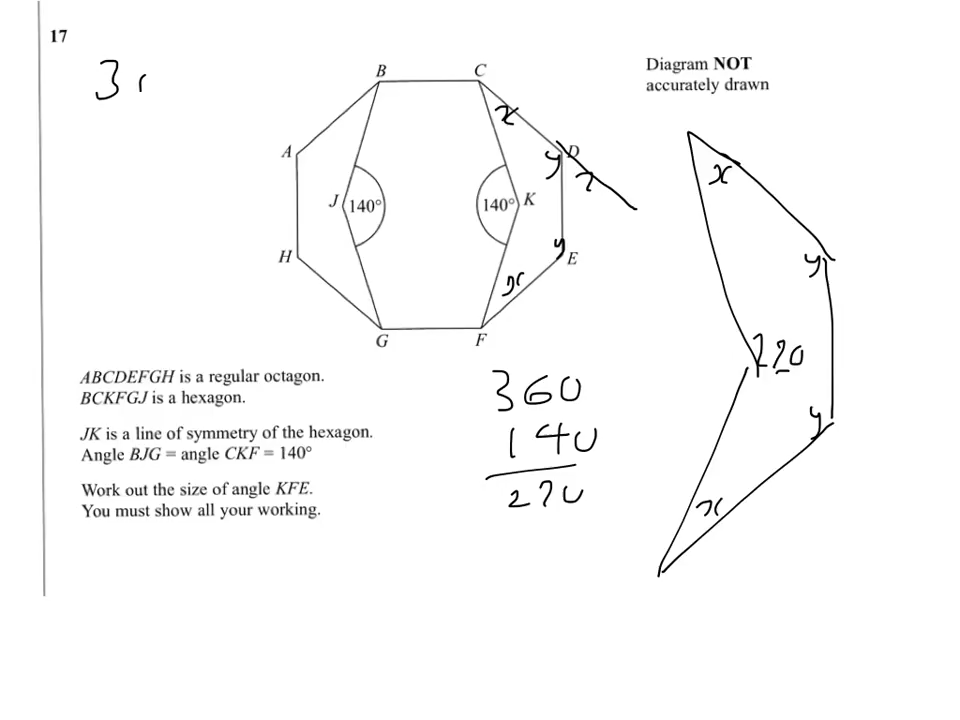 17
3
B C
Diagram NOT
accurately drawn
x
A D
y
x
J 140° 140° K
y
H E
x
G F
y
220
y
x
ABCDEFGH is a regular octagon.
BCKFGJ is a hexagon.
JK is a line of symmetry of the hexagon.
Angle BJG = angle CKF = 140°
Work out the size of angle KFE.
You must show all your working.
360
140
220
x